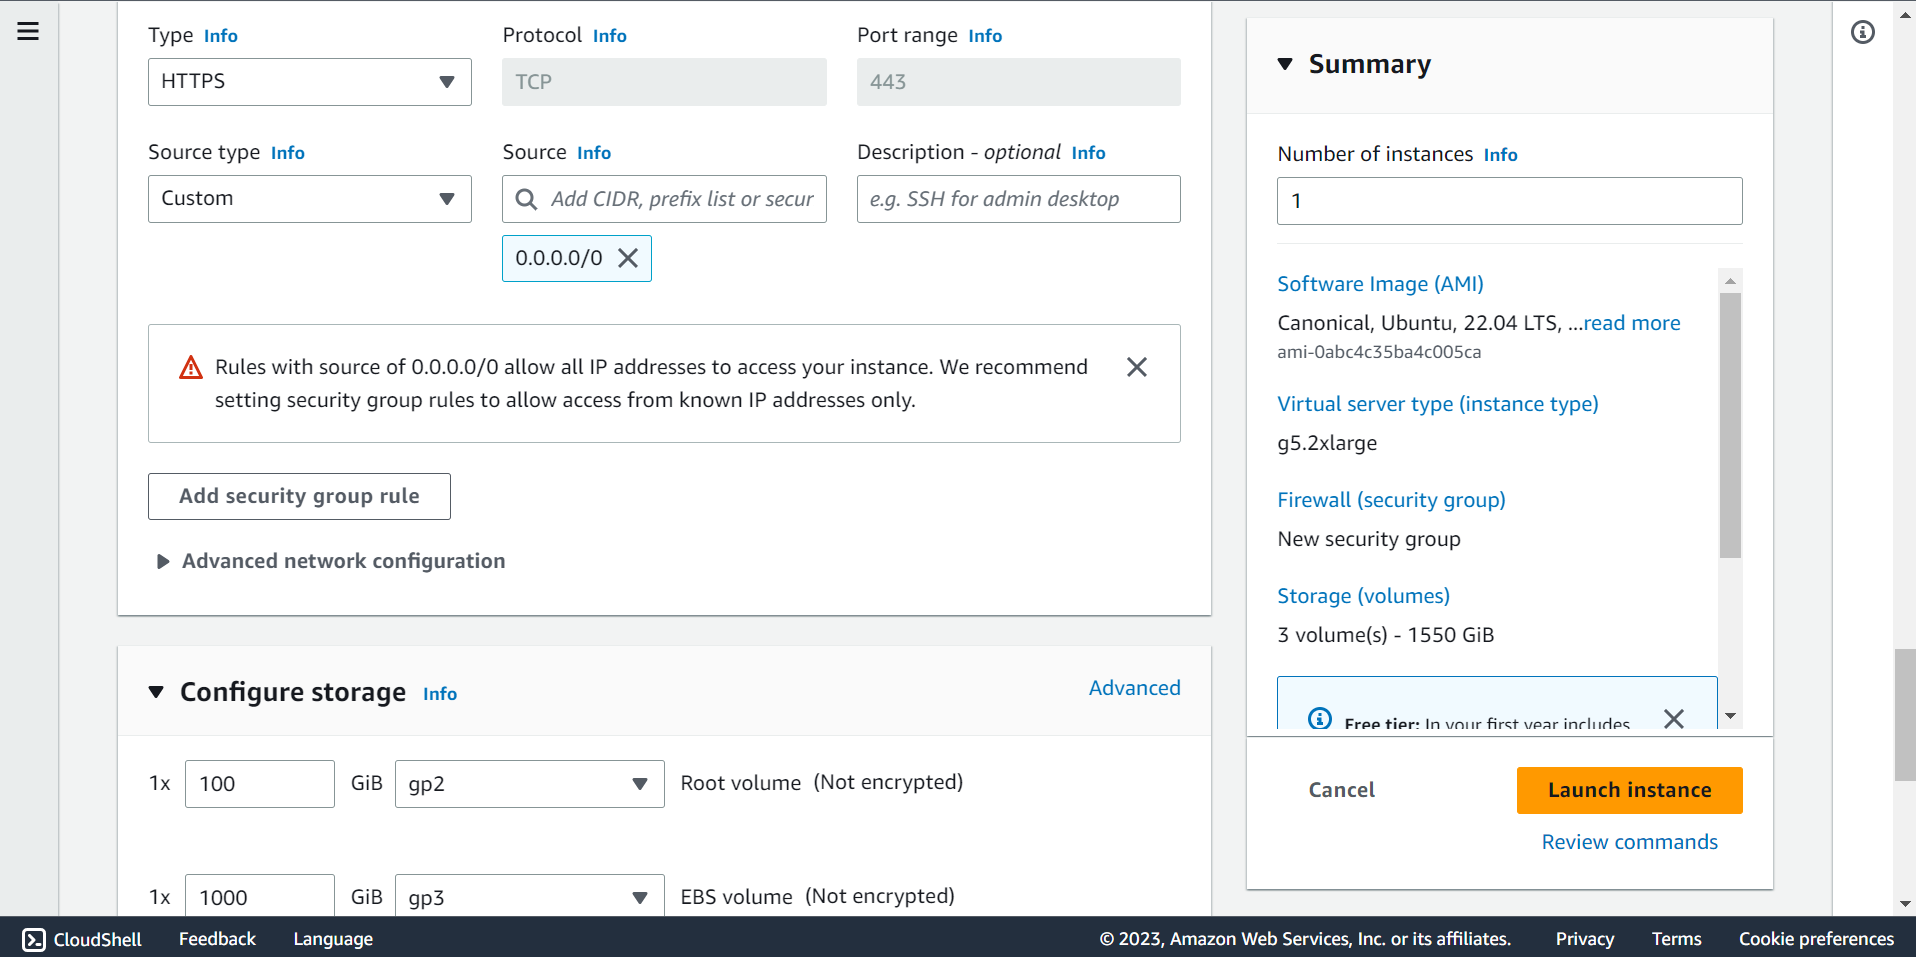 Type Info
Protocol Info
Port range Info
HTTPS
TCP
443
Source type Info
Source Info
Description - optional Info
Custom
Add CIDR, prefix list or secur
e.g. SSH for admin desktop
0.0.0.0/0
Rules with source of 0.0.0.0/0 allow all IP addresses to access your instance. We recommend
setting security group rules to allow access from known IP addresses only.
Add security group rule
Advanced network configuration
Configure storage Info
Advanced
1x 100 GiB gp2 Root volume (Not encrypted)
1x 1000 GiB gp3 EBS volume (Not encrypted)
Summary
Number of instances Info
1
Software Image (AMI)
Canonical, Ubuntu, 22.04 LTS, ...read more
ami-0abc4c35ba4c005ca
Virtual server type (instance type)
g5.2xlarge
Firewall (security group)
New security group
Storage (volumes)
3 volume(s) - 1550 GiB
Free tier: In your first year includes
Cancel
Launch instance
Review commands
CloudShell Feedback Language © 2023, Amazon Web Services, Inc. or its affiliates. Privacy Terms Cookie preferences